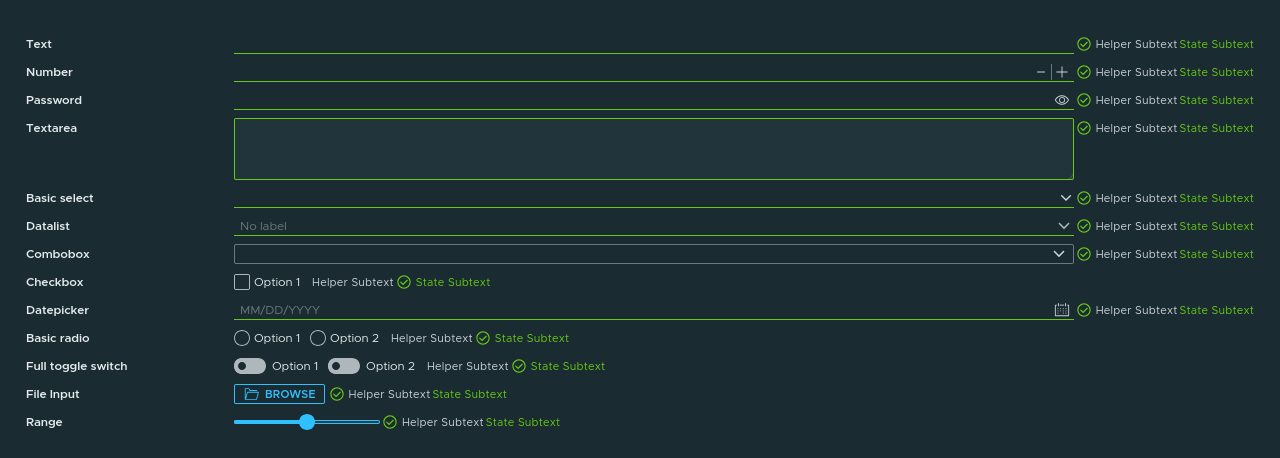 Text Helper Subtext State Subtext
Number Helper Subtext State Subtext
Password Helper Subtext State Subtext
Textarea Helper Subtext State Subtext
Basic select Helper Subtext State Subtext
Datalist No label Helper Subtext State Subtext
Combobox Helper Subtext State Subtext
Checkbox Option 1 Helper Subtext State Subtext
Datepicker MM/DD/YYYY Helper Subtext State Subtext
Basic radio Option 1 Option 2 Helper Subtext State Subtext
Full toggle switch Option 1 Option 2 Helper Subtext State Subtext
File Input BROWSE Helper Subtext State Subtext
Range Helper Subtext State Subtext